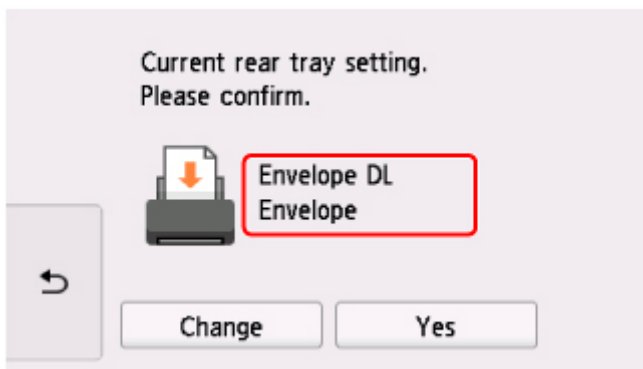 Current rear tray setting.
Please confirm.
Envelope DL
Envelope
Change
Yes